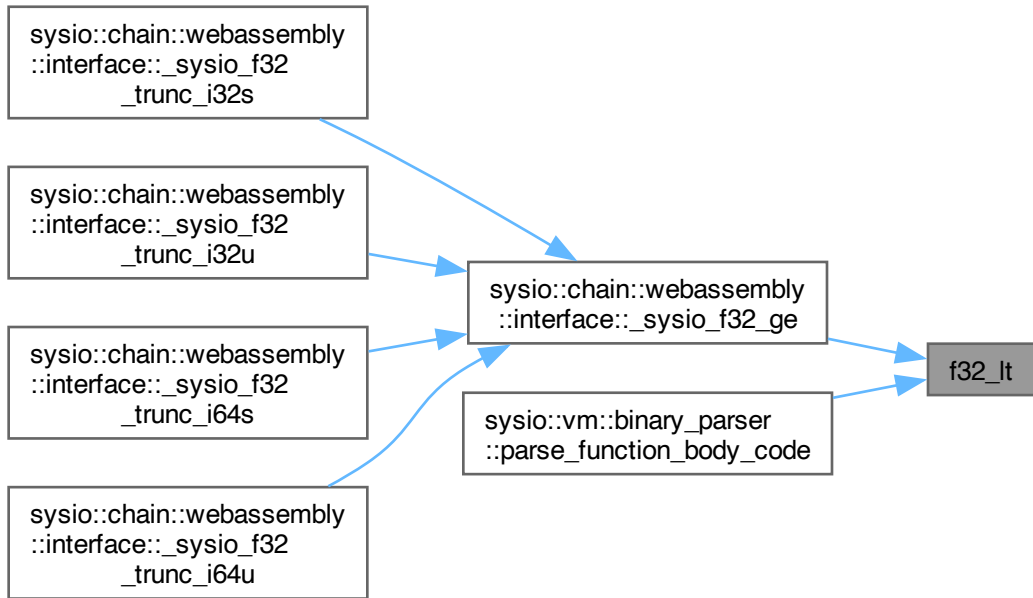 sysio::chain::webassembly
::interface::_sysio_f32
_trunc_i32s
sysio::chain::webassembly
::interface::_sysio_f32
_trunc_i32u
sysio::chain::webassembly
::interface::_sysio_f32
_trunc_i64s
sysio::chain::webassembly
::interface::_sysio_f32
_trunc_i64u
sysio::chain::webassembly
::interface::_sysio_f32_ge
sysio::vm::binary_parser
::parse_function_body_code
f32_lt